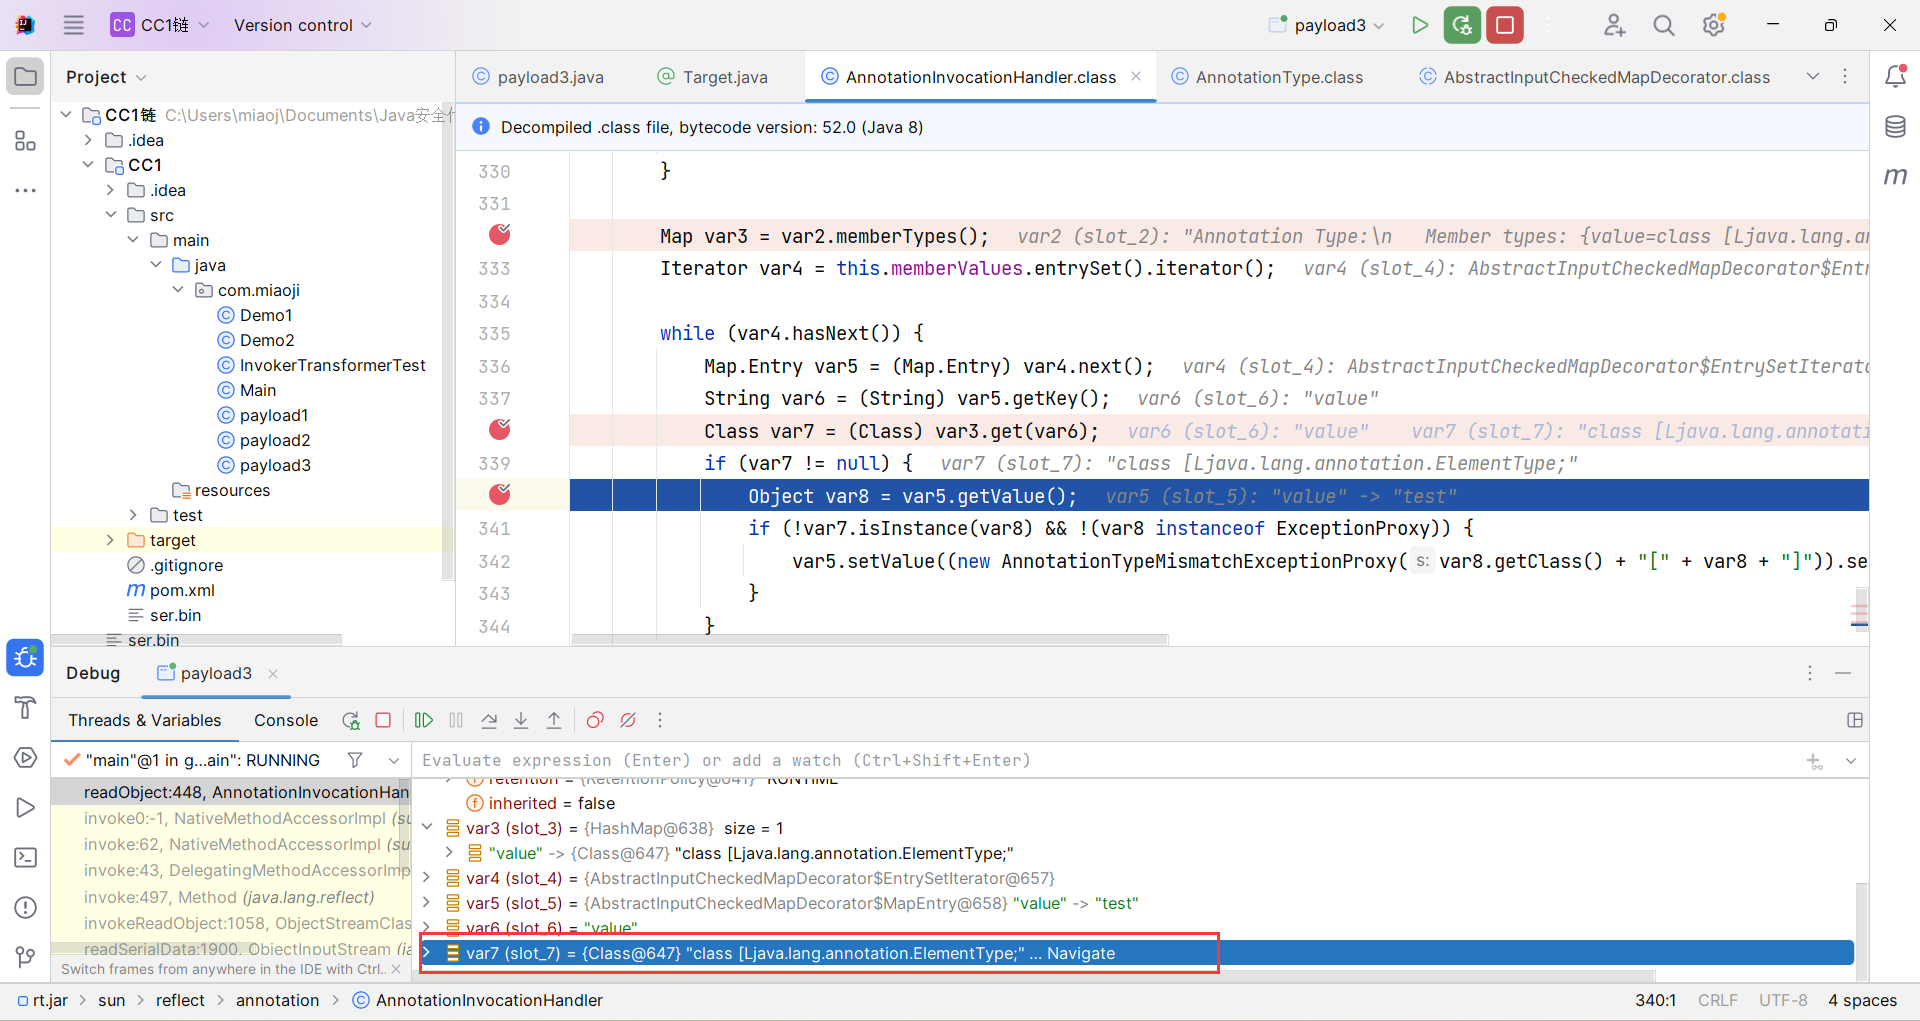 CC CC1链 Version control payload3
Project
payload3.java Target.java AnnotationInvocationHandler.class AnnotationType.class AbstractInputCheckedMapDecorator.class
CC1链 C:\Users\miaoj\Documents\Java安全
.idea
CC1
.idea
src
main
java
com.miaoji
Demo1
Demo2
InvokerTransformerTest
Main
payload1
payload2
payload3
resources
test
target
.gitignore
pom.xml
ser.bin
ser.bin
Decompiled .class file, bytecode version: 52.0 (Java 8)
330 }
331
Map var3 = var2.memberTypes(); var2 (slot_2): "Annotation Type:\n Member types: {value=class [Ljava.lang.an
333 Iterator var4 = this.memberValues.entrySet().iterator(); var4 (slot_4): AbstractInputCheckedMapDecorator$Entr
334
335 while (var4.hasNext()) {
336 Map.Entry var5 = (Map.Entry) var4.next(); var4 (slot_4): AbstractInputCheckedMapDecorator$EntrySetIterato
337 String var6 = (String) var5.getKey(); var6 (slot_6): "value"
Class var7 = (Class) var3.get(var6); var6 (slot_6): "value" var7 (slot_7): "class [Ljava.lang.annotati
339 if (var7 != null) { var7 (slot_7): "class [Ljava.lang.annotation.ElementType;"
Object var8 = var5.getValue(); var5 (slot_5): "value" -> "test"
341 if (!var7.isInstance(var8) && !(var8 instanceof ExceptionProxy)) {
342 var5.setValue((new AnnotationTypeMismatchExceptionProxy( s: var8.getClass() + "[" + var8 + "]")).se
343 }
344 }
Debug payload3
Threads & Variables Console
"main"@1 in g...ain": RUNNING
Evaluate expression (Enter) or add a watch (Ctrl+Shift+Enter)
readObject:448, AnnotationInvocationHan
invoke0:-1, NativeMethodAccessorImpl (su
invoke:62, NativeMethodAccessorImpl (su
invoke:43, DelegatingMethodAccessorImp
invoke:497, Method (java.lang.reflect)
invokeReadObject:1058, ObjectStreamClas
readSerialData:1900, ObjectInputStream (ja
Switch frames from anywhere in the IDE with Ctrl..
retention = {RetentionPolicy@641} "RUNTIME"
inherited = false
var3 (slot_3) = {HashMap@638} size = 1
"value" -> {Class@647} "class [Ljava.lang.annotation.ElementType;"
var4 (slot_4) = {AbstractInputCheckedMapDecorator$EntrySetIterator@657}
var5 (slot_5) = {AbstractInputCheckedMapDecorator$MapEntry@658} "value" -> "test"
var6 (slot_6) = "value"
var7 (slot_7) = {Class@647} "class [Ljava.lang.annotation.ElementType;" ... Navigate
rt.jar > sun > reflect > annotation > AnnotationInvocationHandler
340:1 CRLF UTF-8 4 spaces